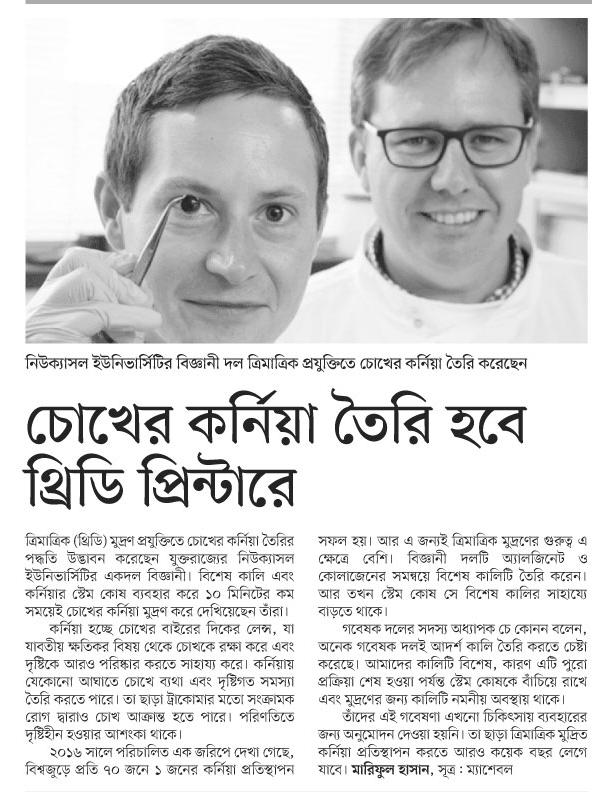 নিউক্যাসল ইউনিভার্সিটির বিজ্ঞানী দল ত্রিমাত্রিক প্রযুক্তিতে চোখের কর্নিয়া তৈরি করেছেন
চোখের কর্নিয়া তৈরি হবে
থ্রিডি প্রিন্টারে
ত্রিমাত্রিক (থ্রিডি) মুদ্রণ প্রযুক্তিতে চোখের কর্নিয়া তৈরির
পদ্ধতি উদ্ভাবন করেছেন যুক্তরাজ্যের নিউক্যাসল
ইউনিভার্সিটির একদল বিজ্ঞানী। বিশেষ কালি এবং
কর্নিয়ার স্টেম কোষ ব্যবহার করে ১০ মিনিটের কম
সময়েই চোখের কর্নিয়া মুদ্রণ করে দেখিয়েছেন তাঁরা।
কর্নিয়া হচ্ছে চোখের বাইরের দিকের লেন্স, যা
যাবতীয় ক্ষতিকর বিষয় থেকে চোখকে রক্ষা করে এবং
দৃষ্টিকে আরও পরিষ্কার করতে সাহায্য করে। কর্নিয়ায়
যেকোনো আঘাতে চোখে ব্যথা এবং দৃষ্টিগত সমস্যা
তৈরি করতে পারে। তা ছাড়া ট্রাকোমার মতো সংক্রামক
রোগ দ্বারাও চোখ আক্রান্ত হতে পারে। পরিণতিতে
দৃষ্টিহীন হওয়ার আশংকা থাকে।
২০১৬ সালে পরিচালিত এক জরিপে দেখা গেছে,
বিশ্বজুড়ে প্রতি ৭০ জনে ১ জনের কর্নিয়া প্রতিস্থাপন
সফল হয়। আর এ জন্যই ত্রিমাত্রিক মুদ্রণের গুরুত্ব এ
ক্ষেত্রে বেশি। বিজ্ঞানী দলটি অ্যালজিনেট ও
কোলাজেনের সমন্বয়ে বিশেষ কালিটি তৈরি করেন।
আর তখন স্টেম কোষ সে বিশেষ কালির সাহায্যে
বাড়তে থাকে।
গবেষক দলের সদস্য অধ্যাপক চে কোনন বলেন,
অনেক গবেষক দলই আদর্শ কালি তৈরি করতে চেষ্টা
করেছে। আমাদের কালিটি বিশেষ, কারণ এটি পুরো
প্রক্রিয়া শেষ হওয়া পর্যন্ত স্টেম কোষকে বাঁচিয়ে রাখে
এবং মুদ্রণের জন্য কালিটি নমনীয় অবস্থায় থাকে।
তাঁদের এই গবেষণা এখনো চিকিৎসায় ব্যবহারের
জন্য অনুমোদন দেওয়া হয়নি। তা ছাড়া ত্রিমাত্রিক মুদ্রিত
কর্নিয়া প্রতিস্থাপন করতে আরও কয়েক বছর লেগে
যাবে। মারিফুল হাসান, সূত্র : ম্যাশেবল